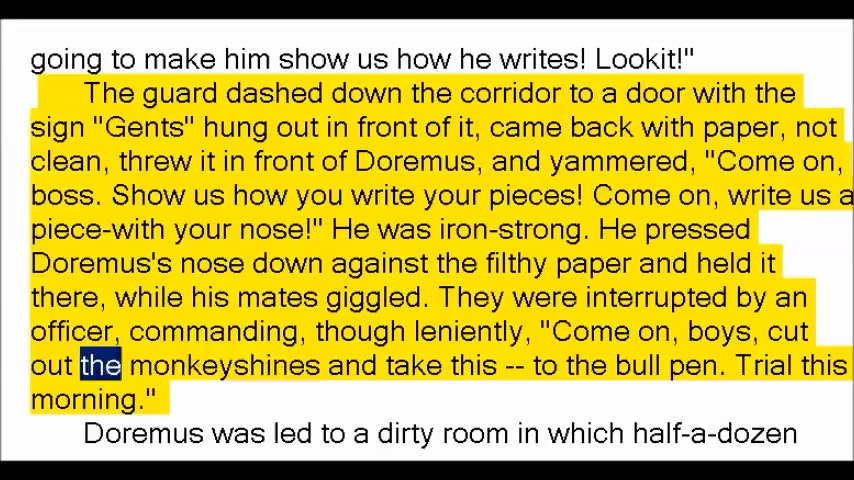 going to make him show us how he writes! Lookit!"
The guard dashed down the corridor to a door with the
sign "Gents" hung out in front of it, came back with paper, not
clean, threw it in front of Doremus, and yammered, "Come on,
boss. Show us how you write your pieces! Come on, write us a
piece-with your nose!" He was iron-strong. He pressed
Doremus's nose down against the filthy paper and held it
there, while his mates giggled. They were interrupted by an
officer, commanding, though leniently, "Come on, boys, cut
out the monkeyshines and take this -- to the bull pen. Trial this
morning."
Doremus was led to a dirty room in which half-a-dozen